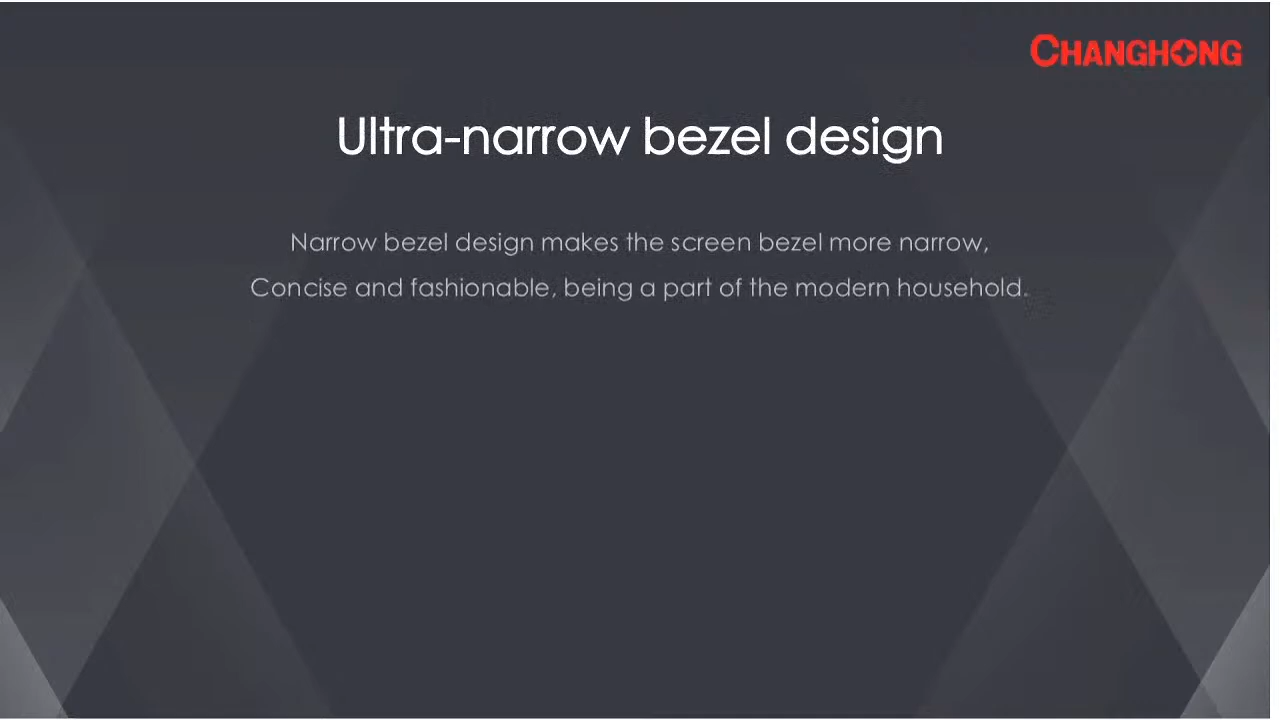 CHANGHONG
Ultra-narrow bezel design
Narrow bezel design makes the screen bezel more narrow,
Concise and fashionable, being a part of the modern household.